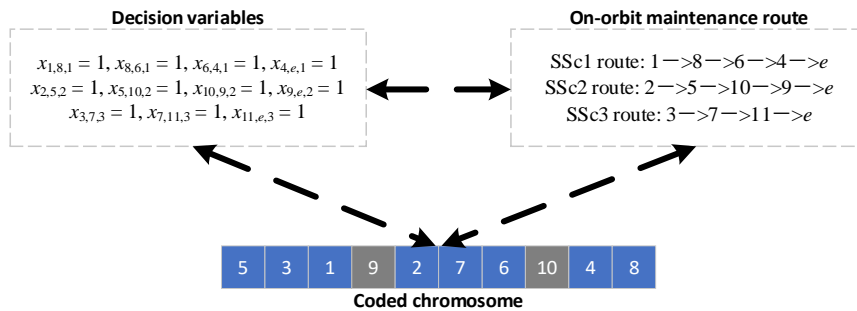 Decision variables
x1,8,1 = 1, x8,6,1 = 1, x6,4,1 = 1, x4,e,1 = 1
x2,5,2 = 1, x5,10,2 = 1, x10,9,2 = 1, x9,e,2 = 1
x3,7,3 = 1, x7,11,3 = 1, x11,e,3 = 1
On-orbit maintenance route
SSc1 route: 1—>8—>6—>4—>e
SSc2 route: 2—>5—>10—>9—>e
SSc3 route: 3—>7—>11—>e
5 3 1 9 2 7 6 10 4 8
Coded chromosome